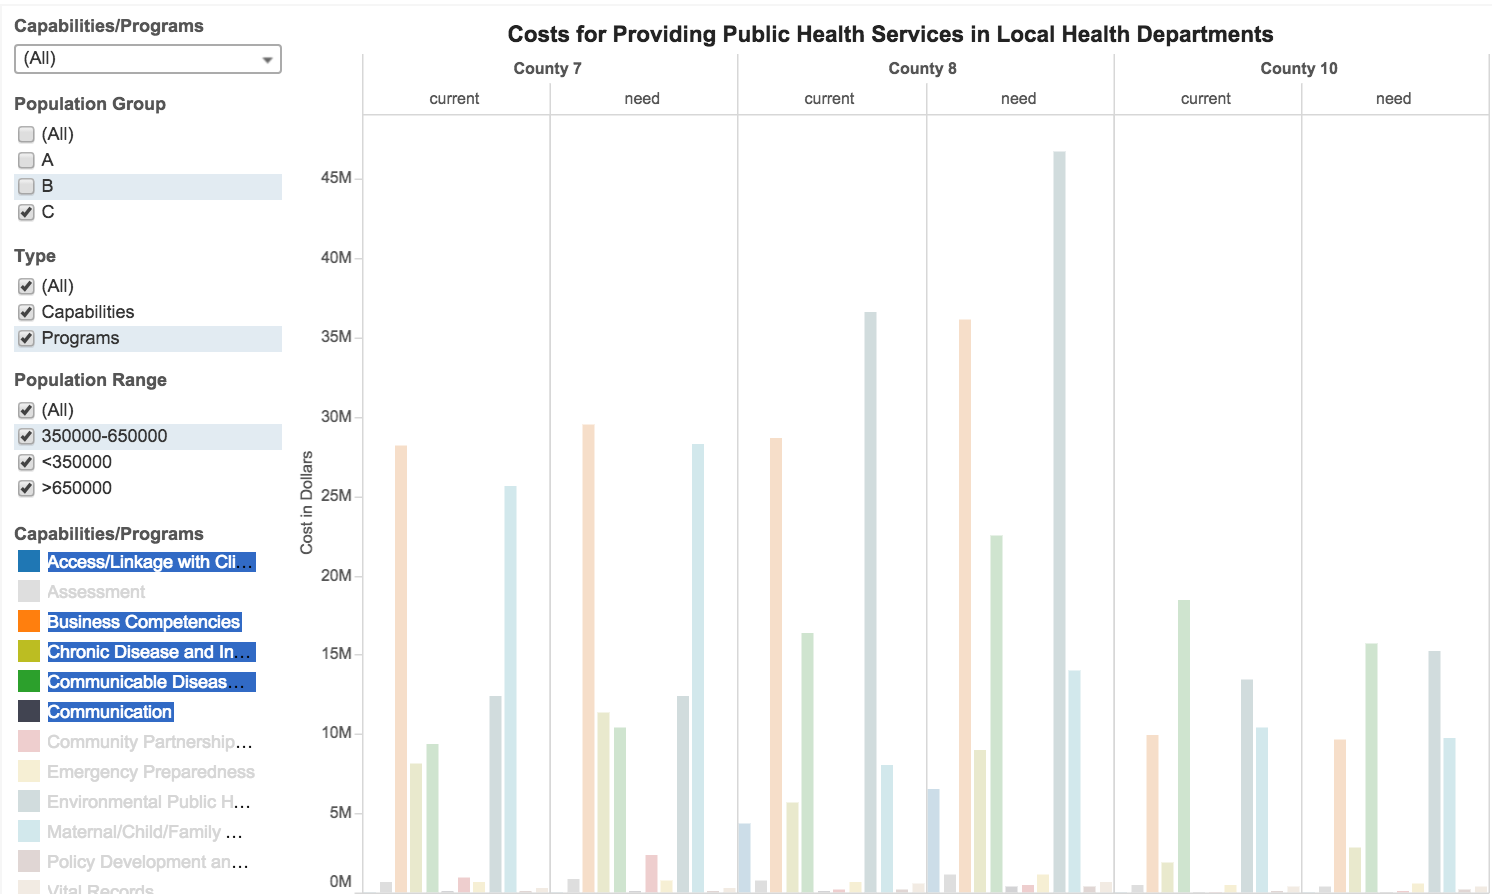 Capabilities/Programs
(All)
Population Group
(All)
A
B
C
Type
(All)
Capabilities
Programs
Population Range
(All)
350000-650000
<350000
>650000
Capabilities/Programs
Access/Linkage with Cli...
Assessment
Business Competencies
Chronic Disease and In...
Communicable Diseas...
Communication
Community Partnership...
Emergency Preparedness
Environmental Public H...
Maternal/Child/Family ...
Policy Development an...
Vital Records
Costs for Providing Public Health Services in Local Health Departments
County 7 County 8 County 10
current need current need current need
Cost in Dollars
45M
40M
35M
30M
25M
20M
15M
10M
5M
0M